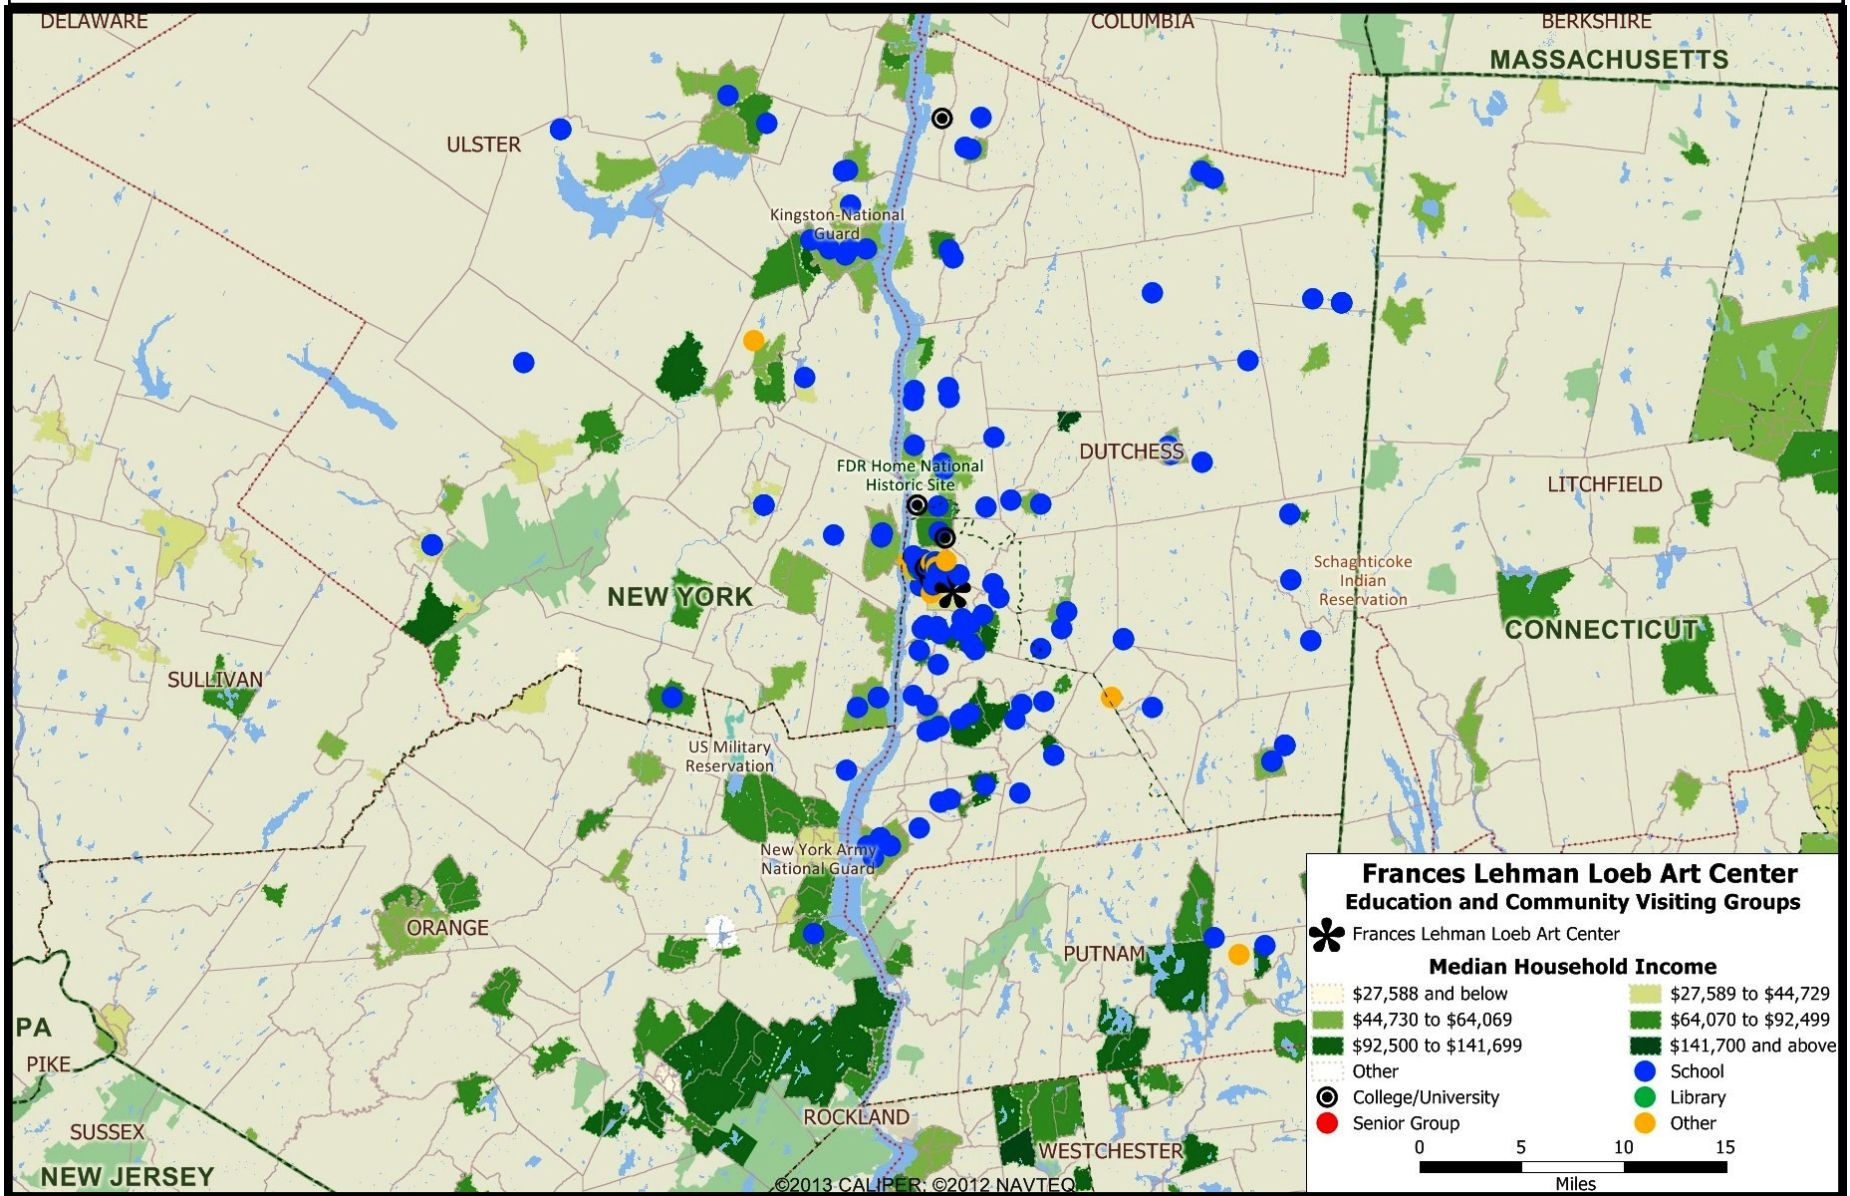 DELAWARE
COLUMBIA
BERKSHIRE
MASSACHUSETTS
ULSTER
Kingston-National
Guard
DUTCHESS
FDR Home National
Historic Site
LITCHFIELD
Schaghticoke
Indian
Reservation
NEW YORK
CONNECTICUT
SULLIVAN
US Military
Reservation
New York Army
National Guard
ORANGE
PUTNAM
PA
PIKE
ROCKLAND
SUSSEX
WESTCHESTER
NEW JERSEY
©2013 CALIPER; ©2012 NAVTEQ
Frances Lehman Loeb Art Center
Education and Community Visiting Groups
Frances Lehman Loeb Art Center
Median Household Income
$27,588 and below
$27,589 to $44,729
$44,730 to $64,069
$64,070 to $92,499
$92,500 to $141,699
$141,700 and above
Other
School
College/University
Library
Senior Group
Other
0 5 10 15
Miles